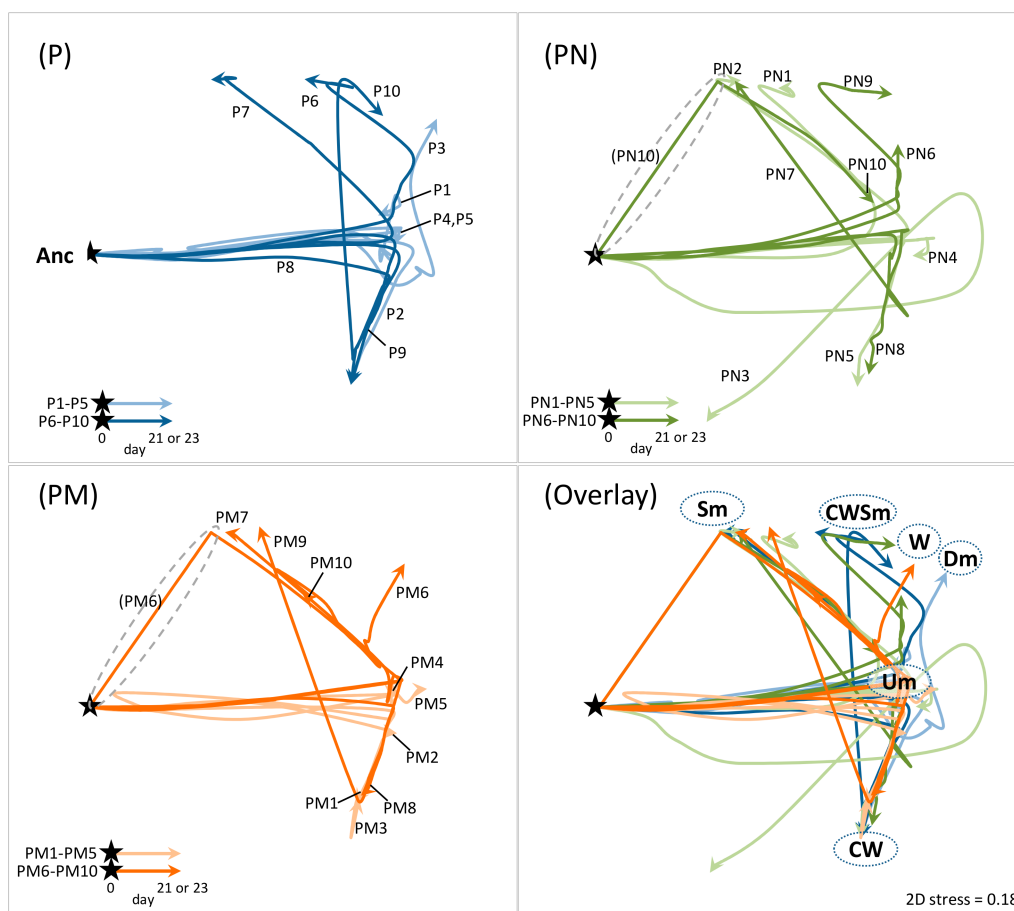 (P)
P7
P6
P10
P3
P1
P4,P5
Anc
P8
P2
P9
P1-P5
P6-P10
0
21 or 23
day
(PN)
PN2
PN1
PN9
(PN10)
PN10
PN6
PN7
PN4
PN5
PN8
PN3
PN1-PN5
PN6-PN10
0
21 or 23
day
(PM)
PM7
PM9
PM10
(PM6)
PM6
PM4
PM5
PM2
PM1
PM8
PM3
PM1-PM5
PM6-PM10
0
21 or 23
day
(Overlay)
Sm
CWSm
W
Dm
Um
CW
2D stress = 0.18